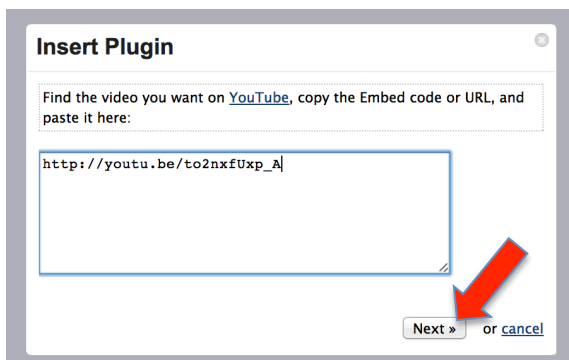 Insert Plugin
Find the video you want on YouTube, copy the Embed code or URL, and
paste it here:
http://youtu.be/to2nxfUxp_A
Next » or cancel